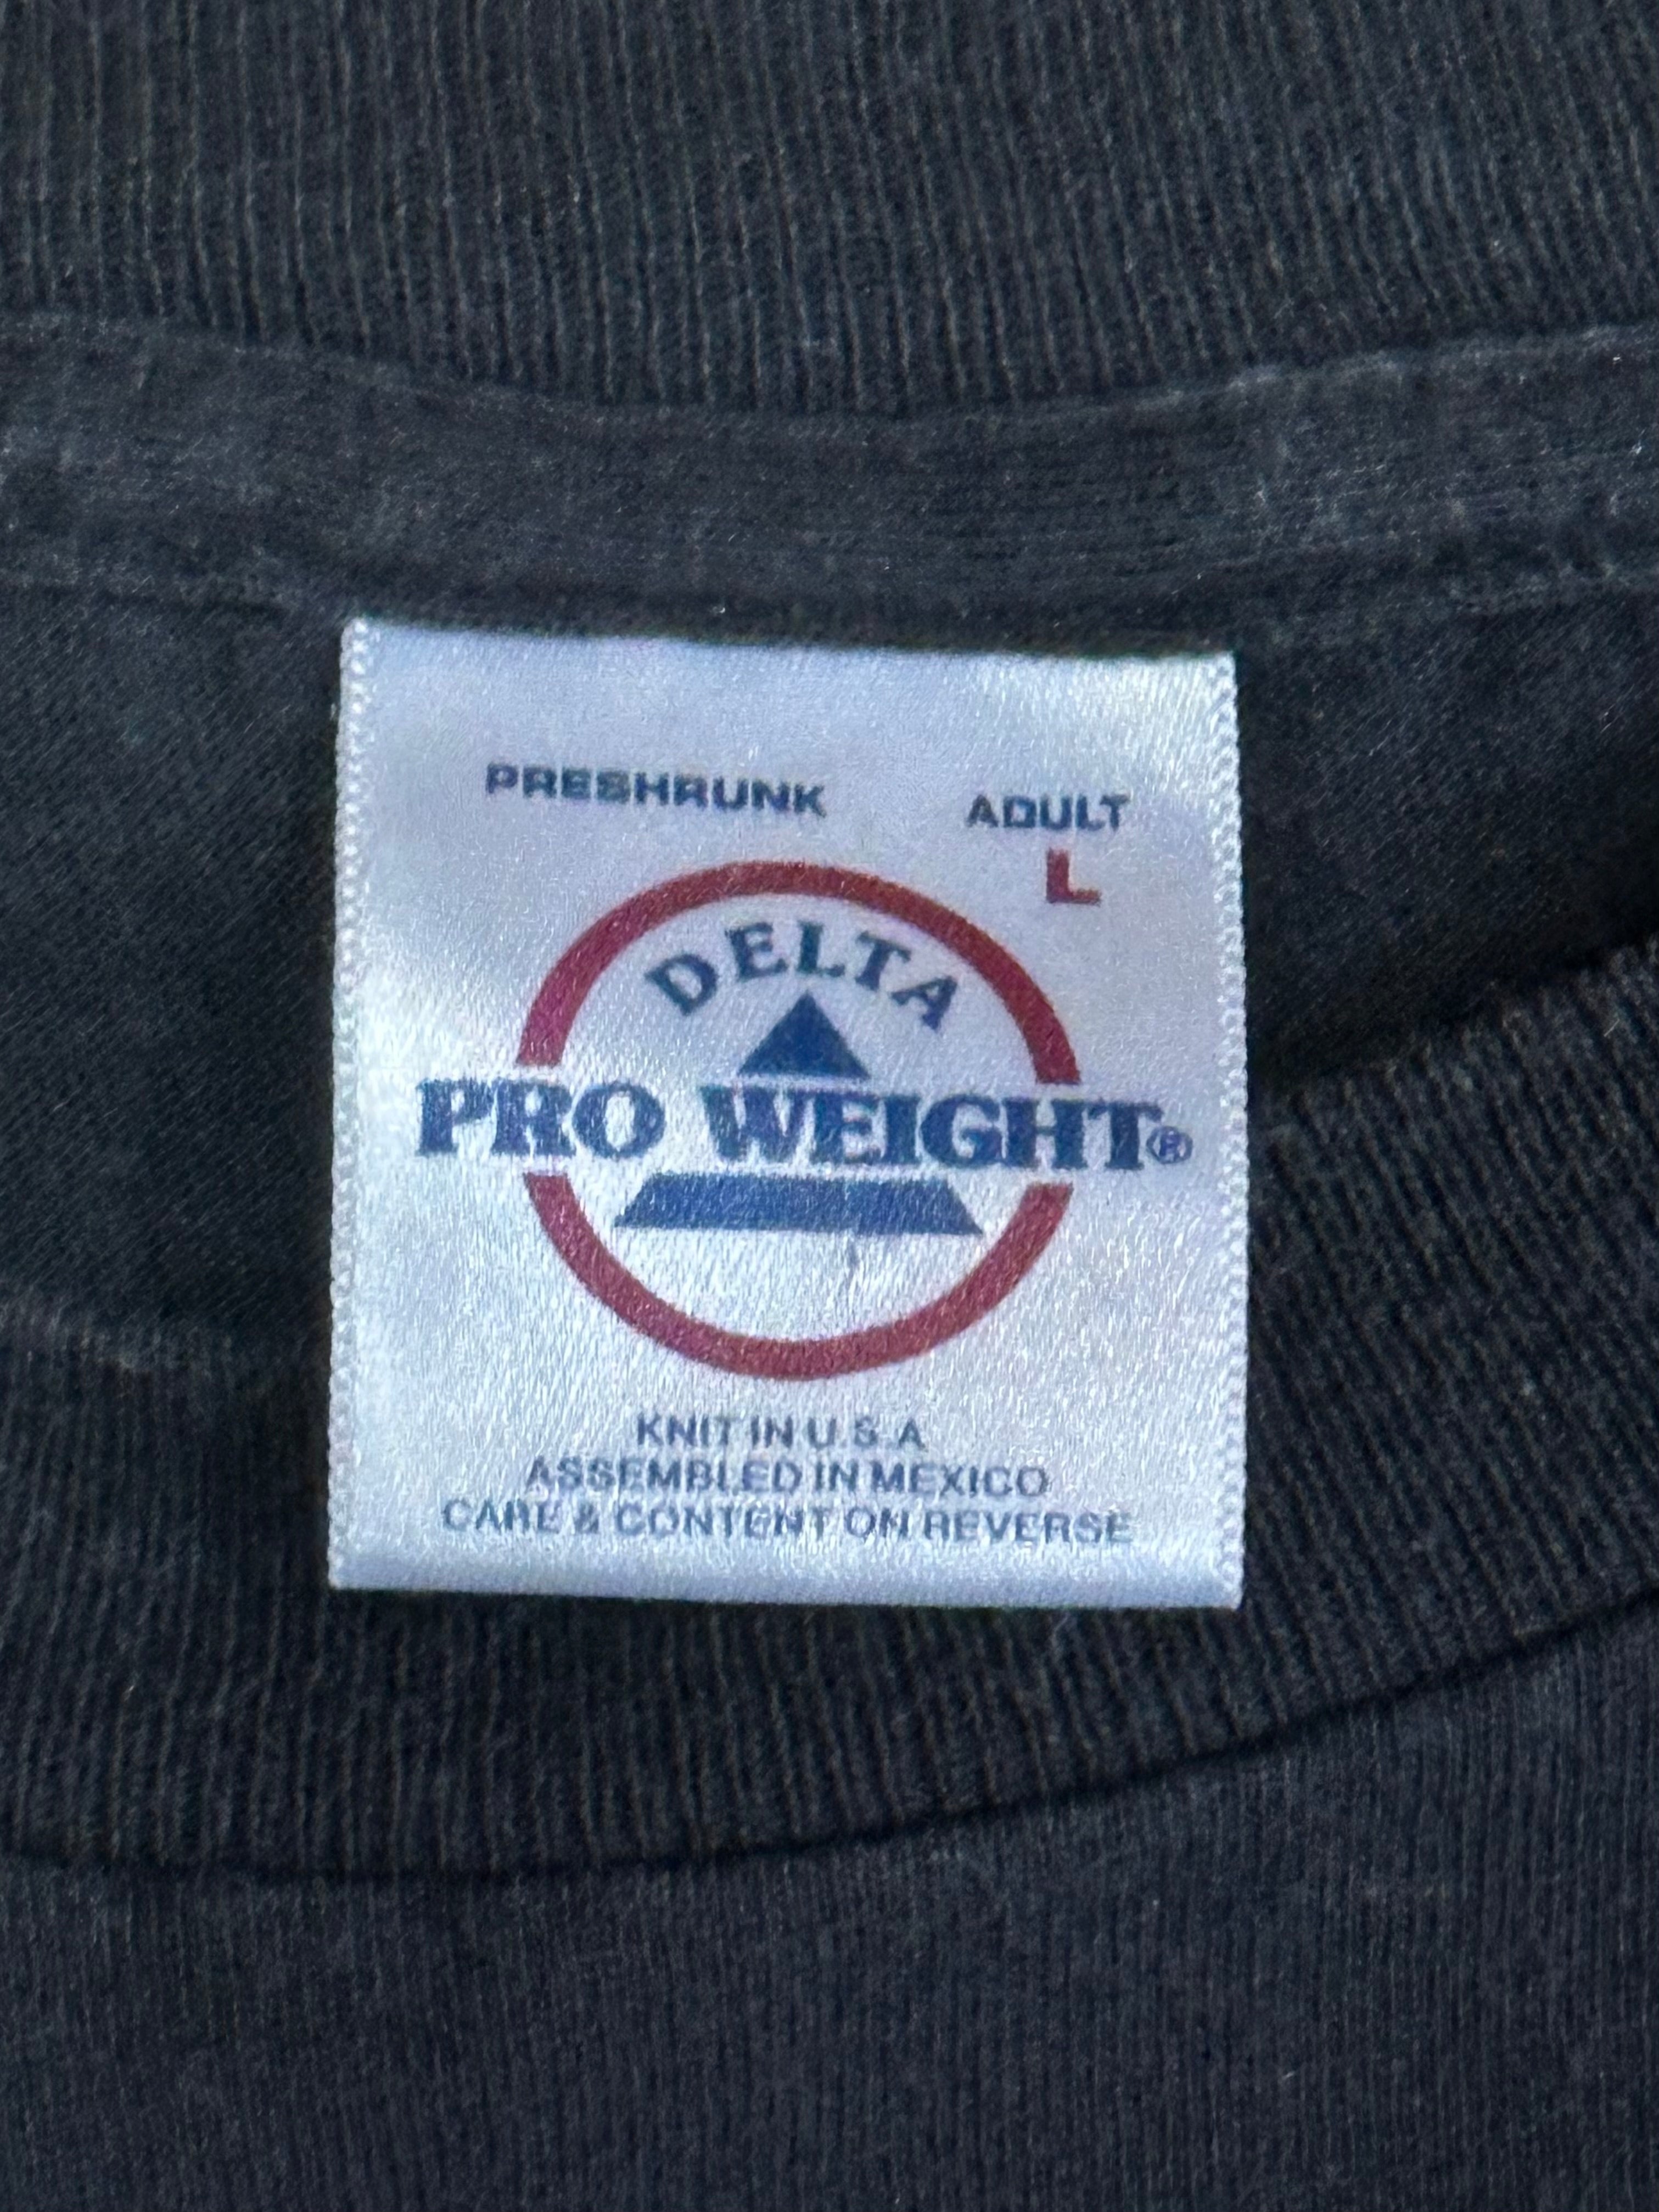 PRESHRUNK
ADULT
L
DELTA
PRO WEIGHT®
KNIT IN U.S.A
ASSEMBLED IN MEXICO
CARE & CONTENT ON REVERSE